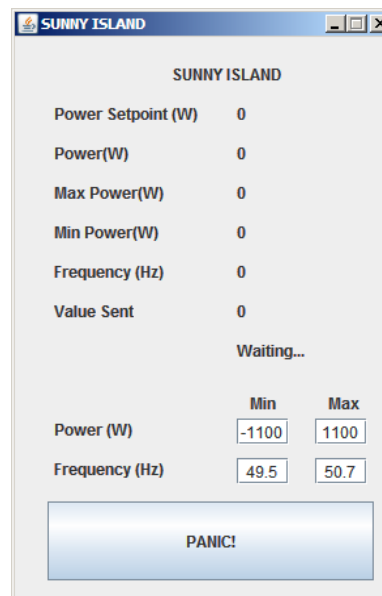 SUNNY ISLAND
SUNNY ISLAND
Power Setpoint (W) 0
Power(W) 0
Max Power(W) 0
Min Power(W) 0
Frequency (Hz) 0
Value Sent 0
Waiting...
Min Max
Power (W) -1100 1100
Frequency (Hz) 49.5 50.7
PANIC!